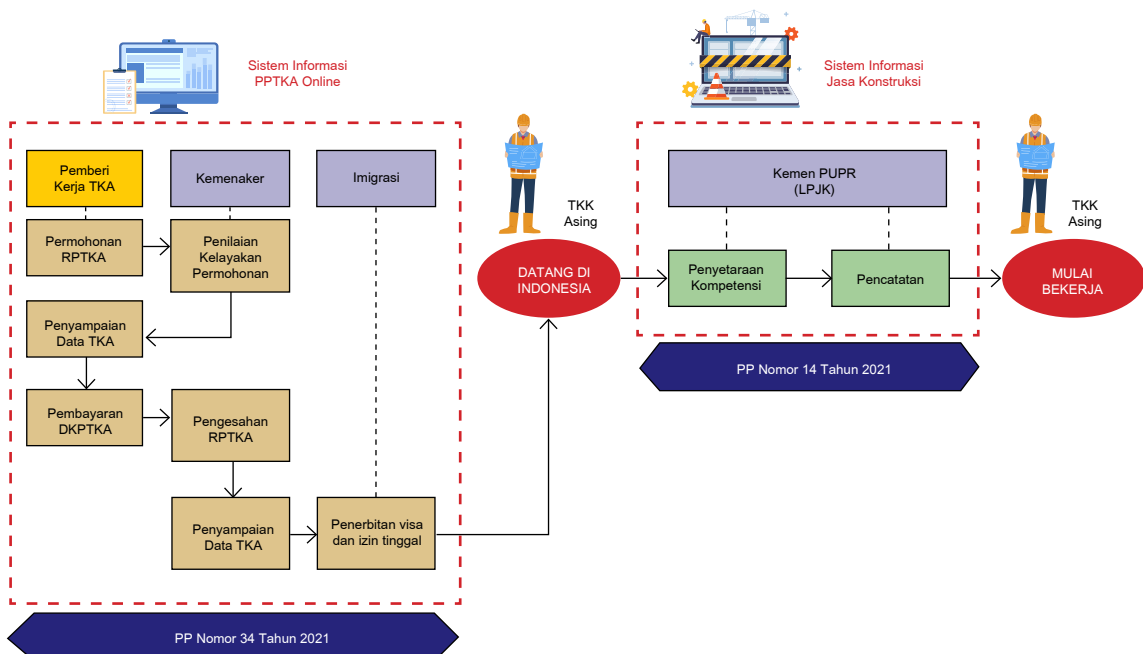 Sistem Informasi
PPTKA Online
Sistem Informasi
Jasa Konstruksi
Pemberi
Kerja TKA
Kemenaker
Imigrasi
Permohonan
RPTKA
Penilaian
Kelayakan
Permohonan
Penyampaian
Data TKA
Pembayaran
DKPTKA
Pengesahan
RPTKA
Penyampaian
Data TKA
Penerbitan visa
dan izin tinggal
PP Nomor 34 Tahun 2021
TKK
Asing
DATANG DI
INDONESIA
Kemen PUPR
(LPJK)
Penyetaraan
Kompetensi
Pencatatan
PP Nomor 14 Tahun 2021
TKK
Asing
MULAI
BEKERJA